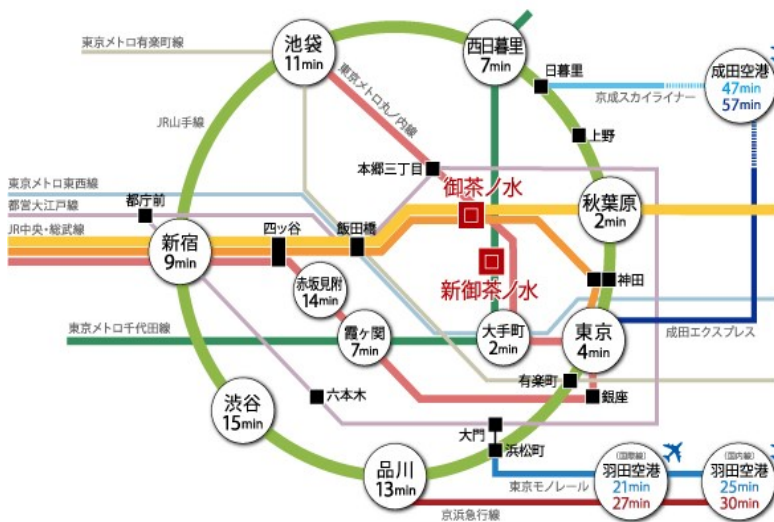 東京メトロ有楽町線
池袋
11min
西日暮里
7min
日暮里
成田空港
47min
57min
京成スカイライナー
東京メトロ丸ノ内線
JR山手線
上野
本郷三丁目
東京メトロ東西線
都庁前
都営大江戸線
御茶ノ水
秋葉原
2min
JR中央・総武線
新宿
9min
四ッ谷
飯田橋
新御茶ノ水
神田
赤坂見附
14min
東京メトロ千代田線
霞ヶ関
7min
大手町
2min
東京
4min
成田エクスプレス
有楽町
銀座
六本木
渋谷
15min
大門
浜松町
品川
13min
東京モノレール
(国際線)
羽田空港
21min
27min
(国内線)
羽田空港
25min
30min
京浜急行線